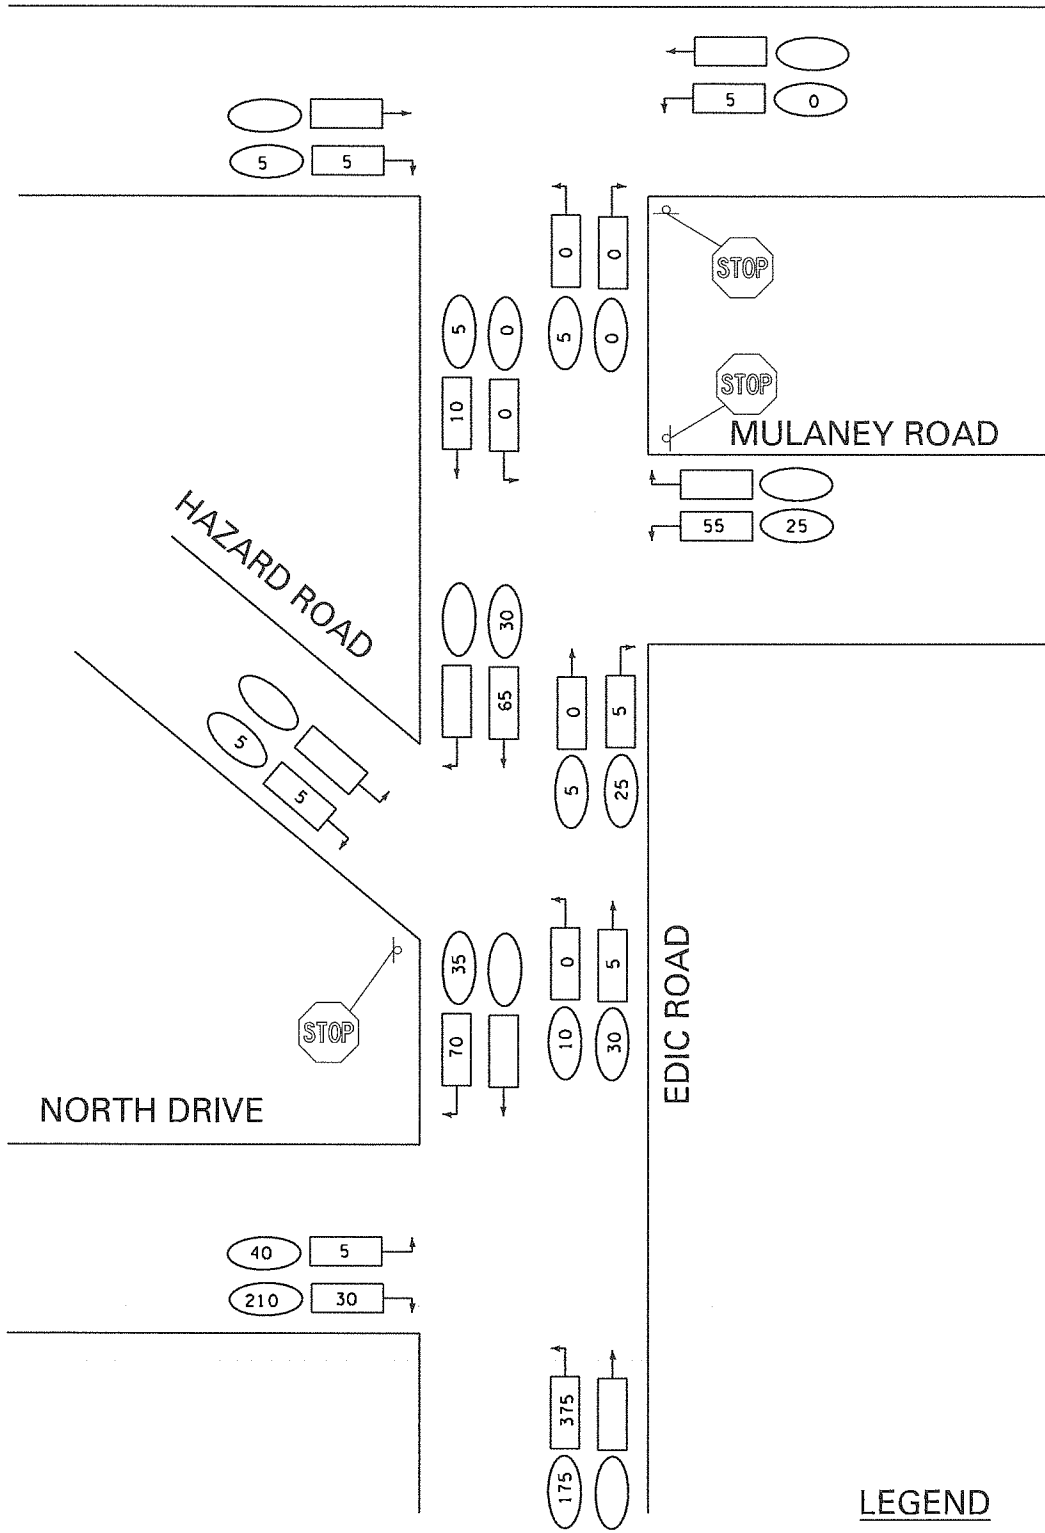 5 0
5 5
0 0
STOP
5 0 5 0
STOP
10 0
MULANEY ROAD
55 25
HAZARD ROAD
30
65
0 5
5
5
5 25
EDIC ROAD
35
0 5
STOP
70
10 30
NORTH DRIVE
40 5
210 30
375
175
LEGEND